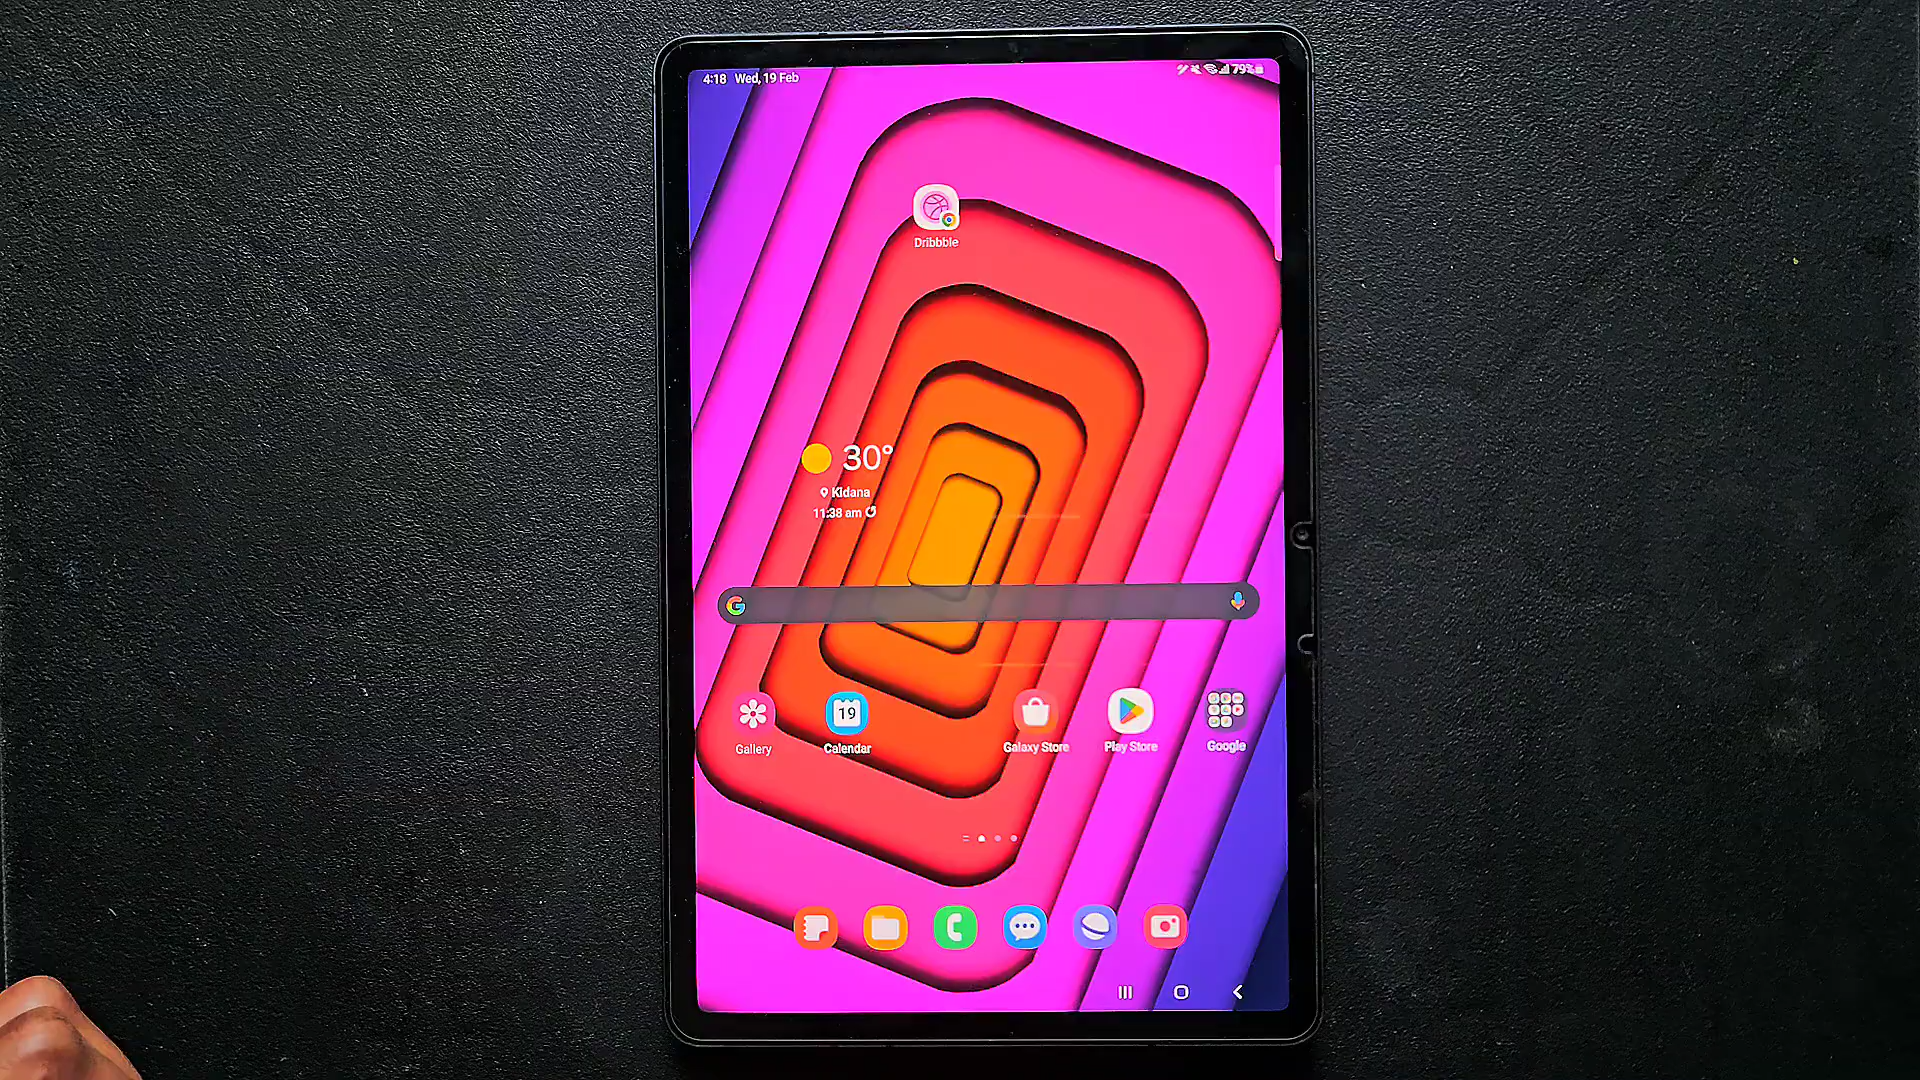 4:18 Wed, 19 Feb
79%
Dribbble
30°
Kidana
11:38 am
G
19
Gallery
Calendar
Galaxy Store
Play Store
Google